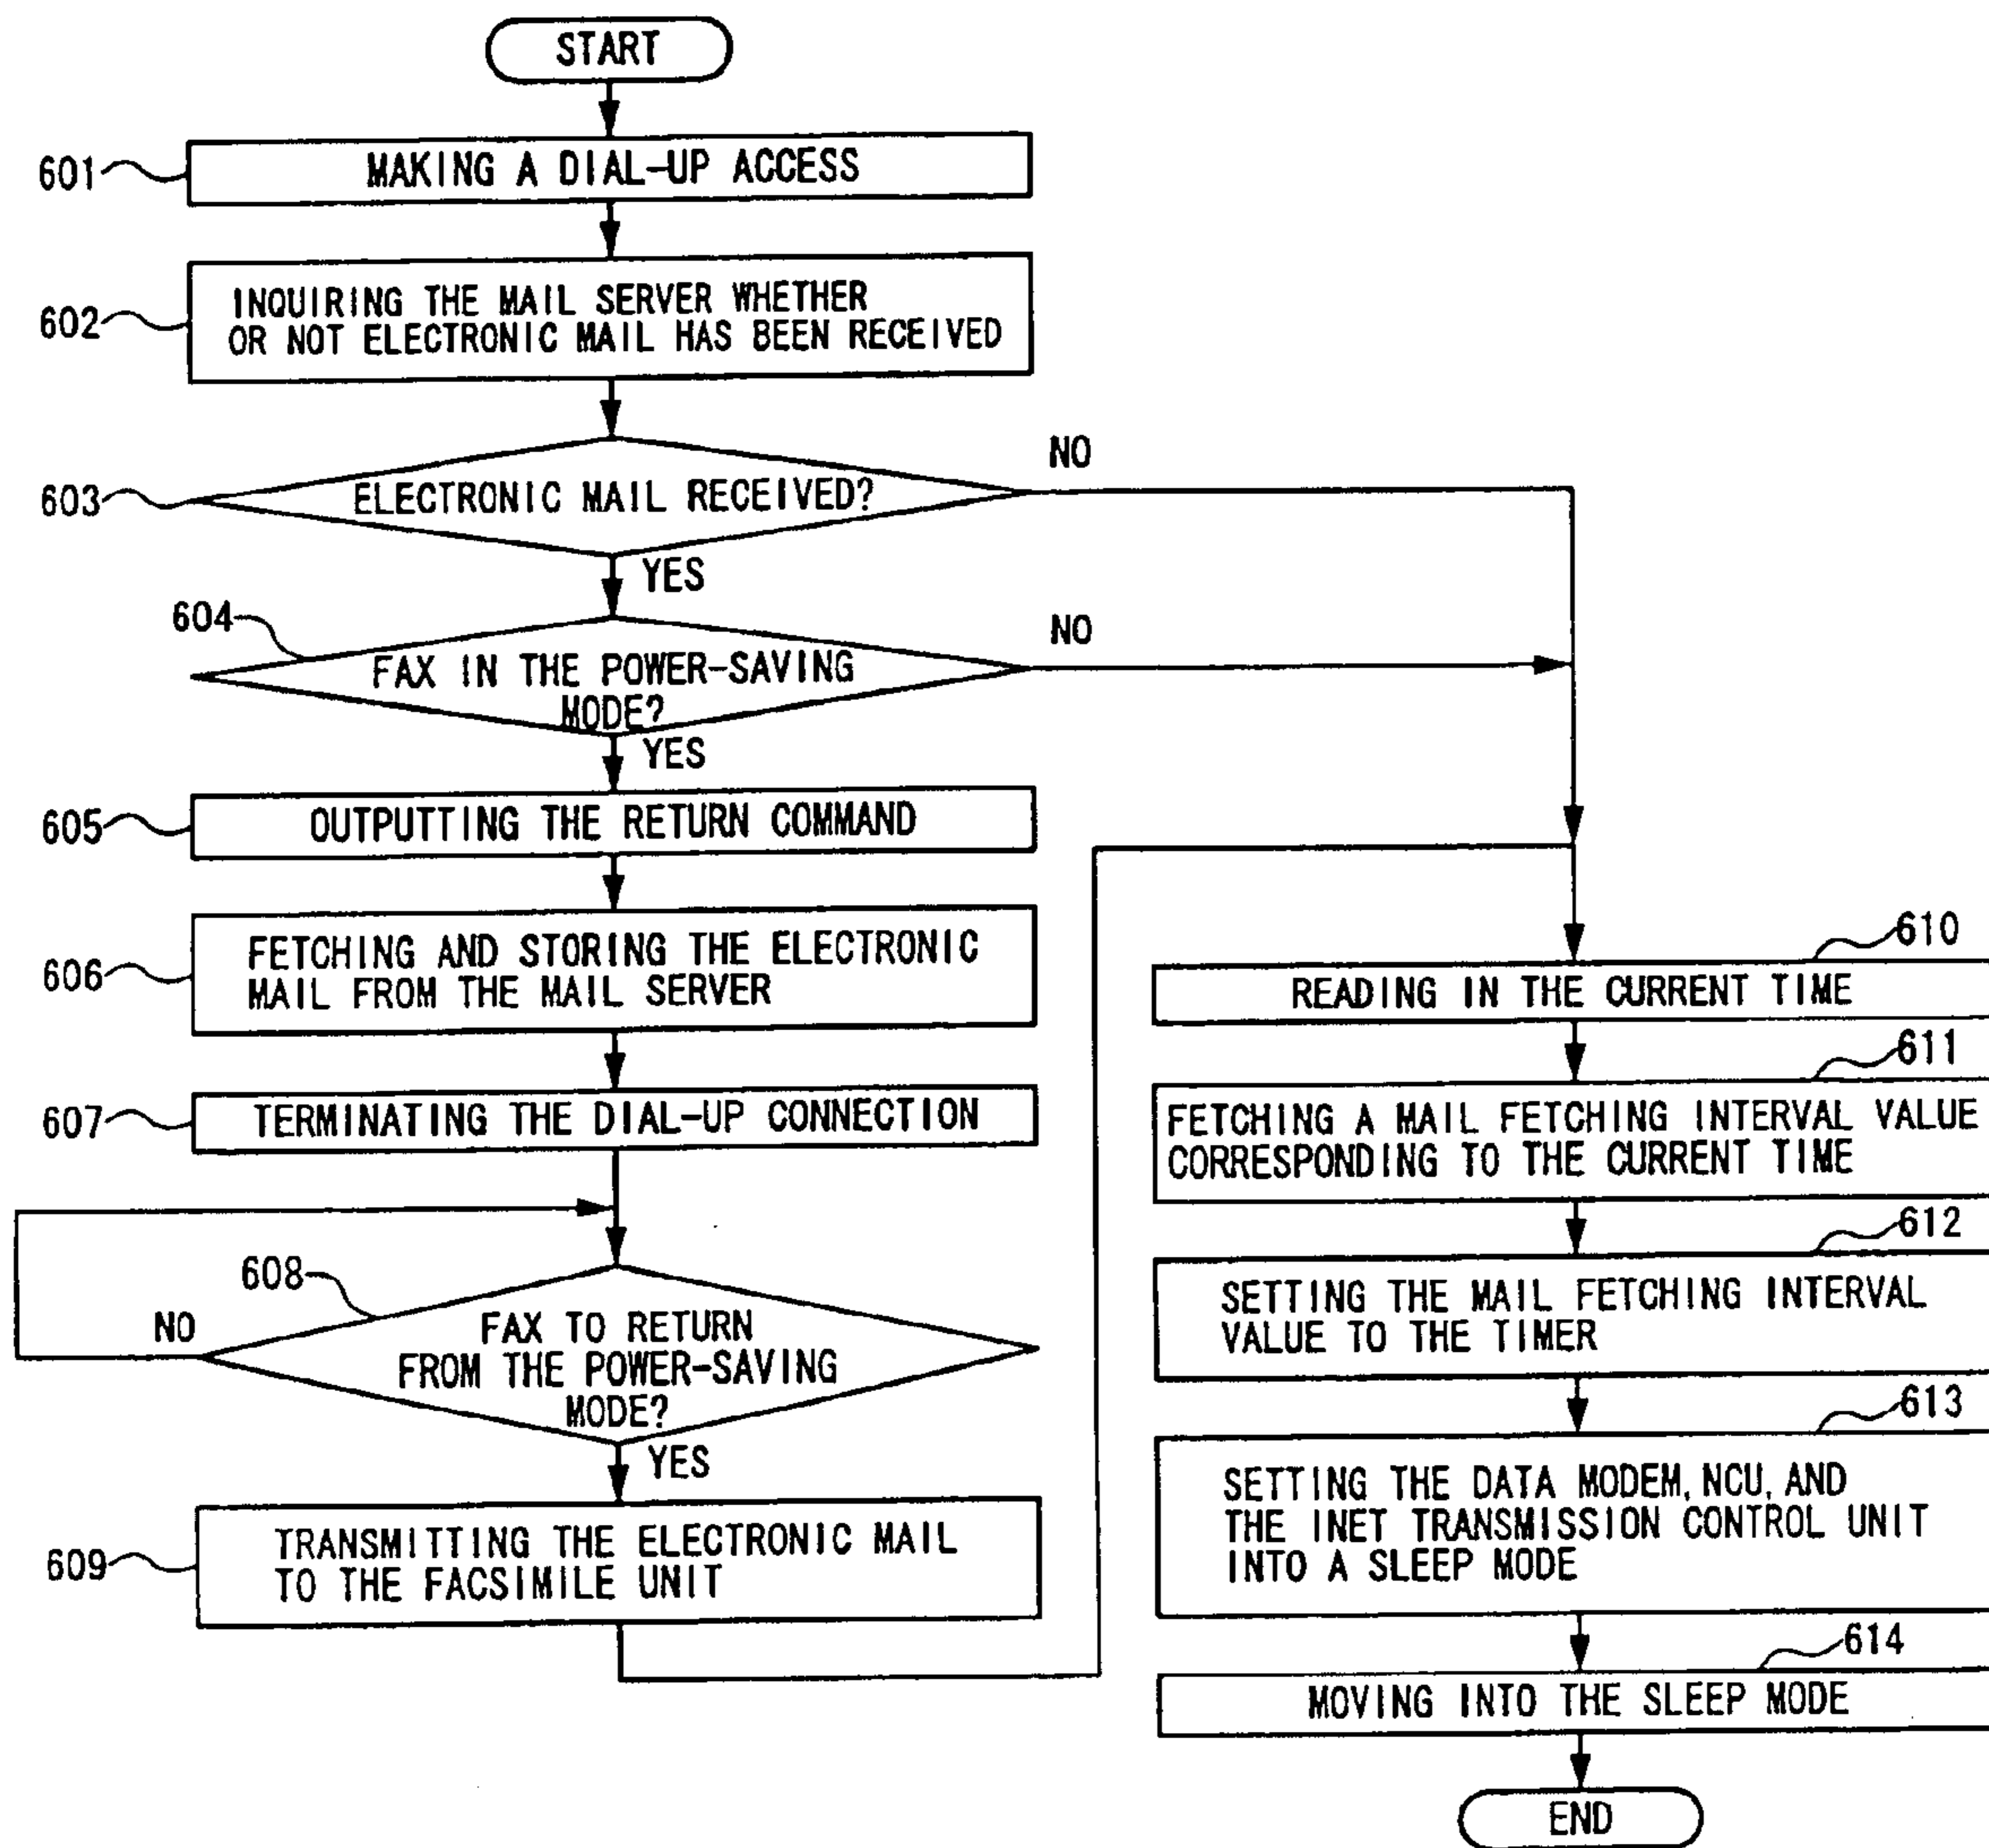 START
601
MAKING A DIAL-UP ACCESS
602
INQUIRING THE MAIL SERVER WHETHER
OR NOT ELECTRONIC MAIL HAS BEEN RECEIVED
603
ELECTRONIC MAIL RECEIVED?
NO
YES
604
FAX IN THE POWER-SAVING
MODE?
NO
YES
605
OUTPUTTING THE RETURN COMMAND
606
FETCHING AND STORING THE ELECTRONIC
MAIL FROM THE MAIL SERVER
607
TERMINATING THE DIAL-UP CONNECTION
608
NO
FAX TO RETURN
FROM THE POWER-SAVING
MODE?
YES
609
TRANSMITTING THE ELECTRONIC MAIL
TO THE FACSIMILE UNIT
610
READING IN THE CURRENT TIME
611
FETCHING A MAIL FETCHING INTERVAL VALUE
CORRESPONDING TO THE CURRENT TIME
612
SETTING THE MAIL FETCHING INTERVAL
VALUE TO THE TIMER
613
SETTING THE DATA MODEM, NCU, AND
THE INET TRANSMISSION CONTROL UNIT
INTO A SLEEP MODE
614
MOVING INTO THE SLEEP MODE
END